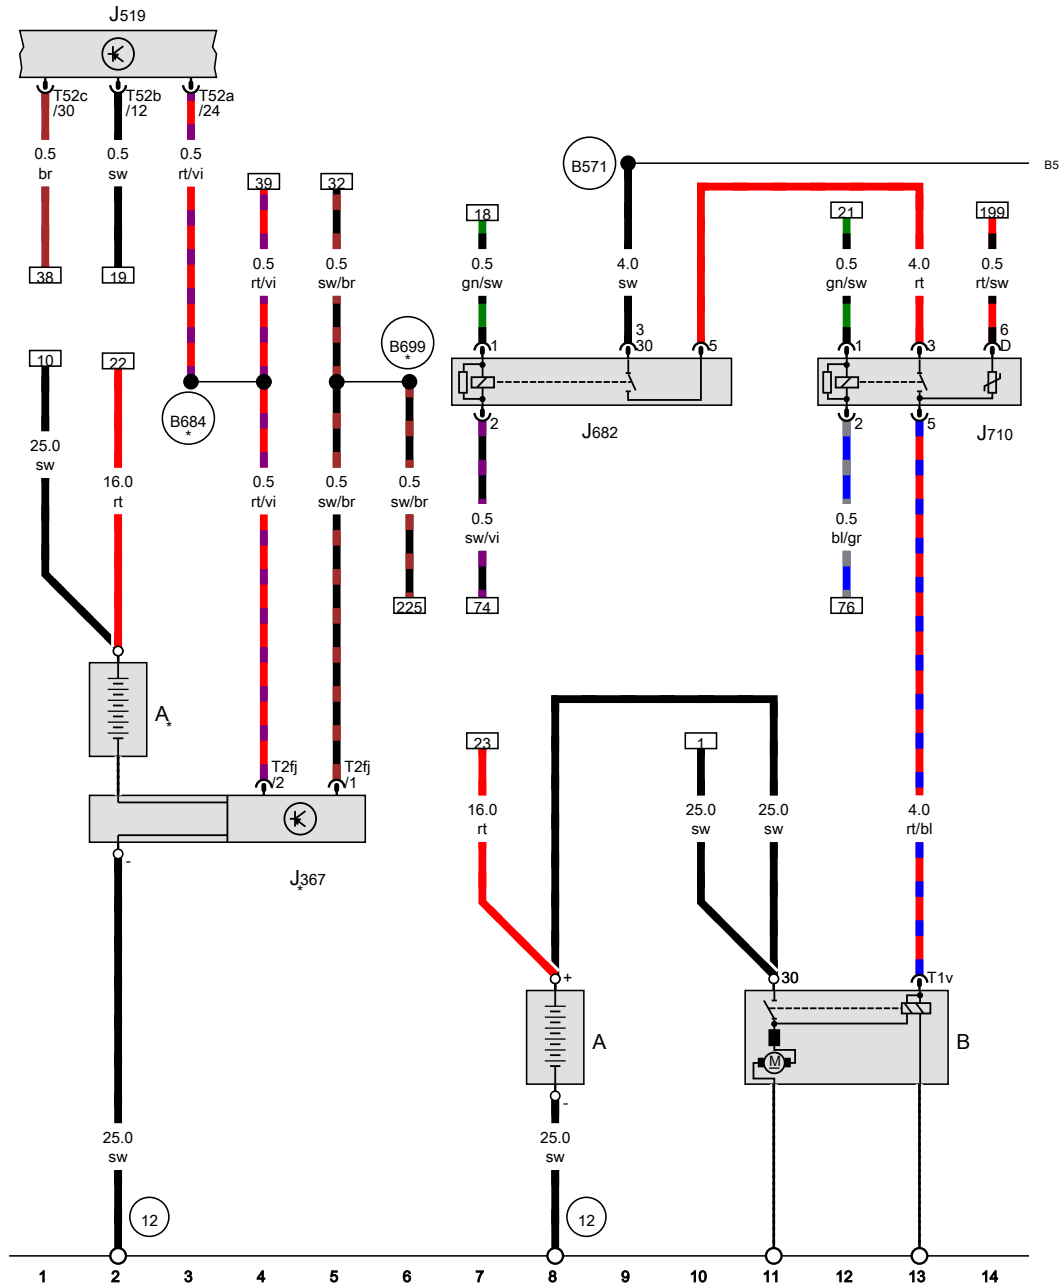 J519
T52c
/30
T52b
/12
T52a
/24
0.5
br
0.5
sw
0.5
rt/vi
38
19
39
32
0.5
rt/vi
0.5
sw/br
B571
B5
18
21
199
0.5
gn/sw
4.0
sw
0.5
gn/sw
4.0
rt
0.5
rt/sw
10
22
B684
*
B699
*
1
3
30
5
2
J682
1
3
6
D
2
5
J710
25.0
sw
16.0
rt
0.5
rt/vi
0.5
sw/br
0.5
sw/br
0.5
sw/vi
0.5
bl/gr
225
74
76
A*
T2fj
/2
T2fj
/1
-
J367
*
23
1
16.0
rt
25.0
sw
25.0
sw
4.0
rt/bl
+
30
T1v
A
M
B
-
25.0
sw
25.0
sw
12
12
1 2 3 4 5 6 7 8 9 10 11 12 13 14